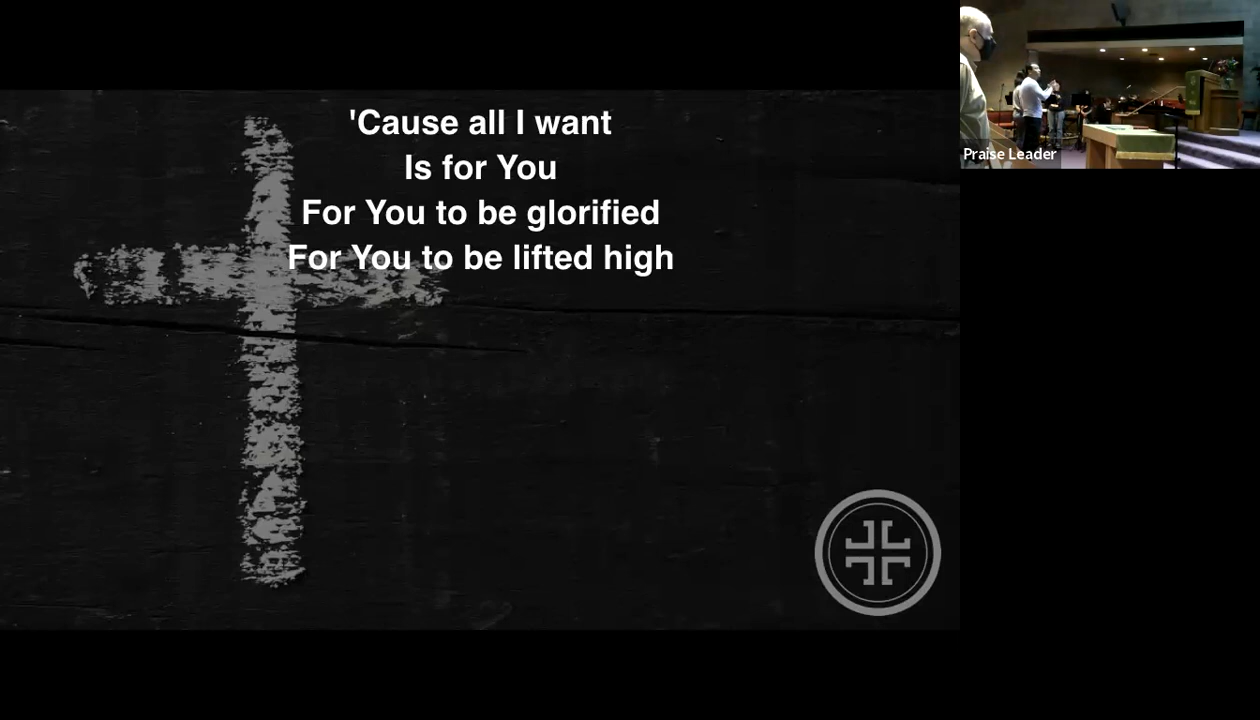 'Cause all I want
Is for You
For You to be glorified
For You to be lifted high
Praise Leader